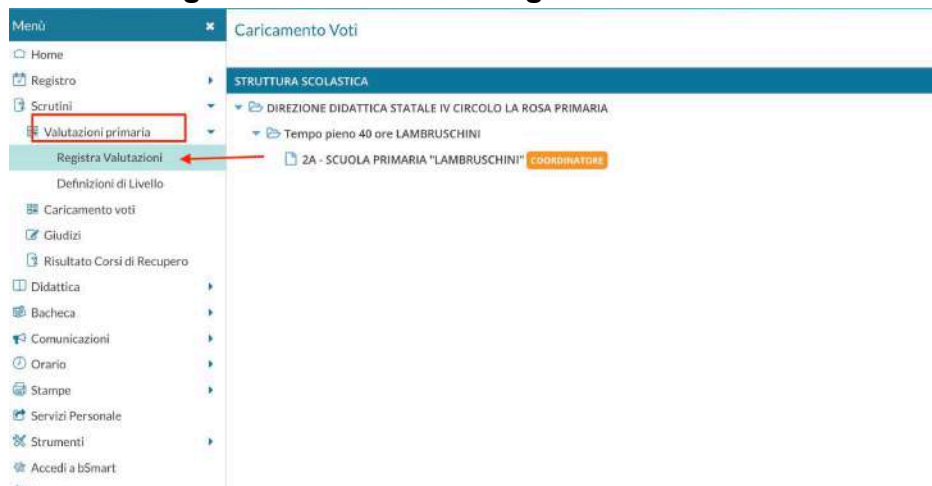 Menù
Home
Registro
Scrutini
Valutazioni primaria
Registra Valutazioni
Definizioni di Livello
Caricamento voti
Giudizi
Risultato Corsi di Recupero
Didattica
Bacheca
Comunicazioni
Orario
Stampe
Servizi Personale
Strumenti
Accedi a bSmart
Caricamento Voti
STRUTTURA SCOLASTICA
DIREZIONE DIDATTICA STATALE IV CIRCOLO LA ROSA PRIMARIA
Tempo pieno 40 ore LAMBRUSCHINI
2A - SCUOLA PRIMARIA "LAMBRUSCHINI" COORDINATORE